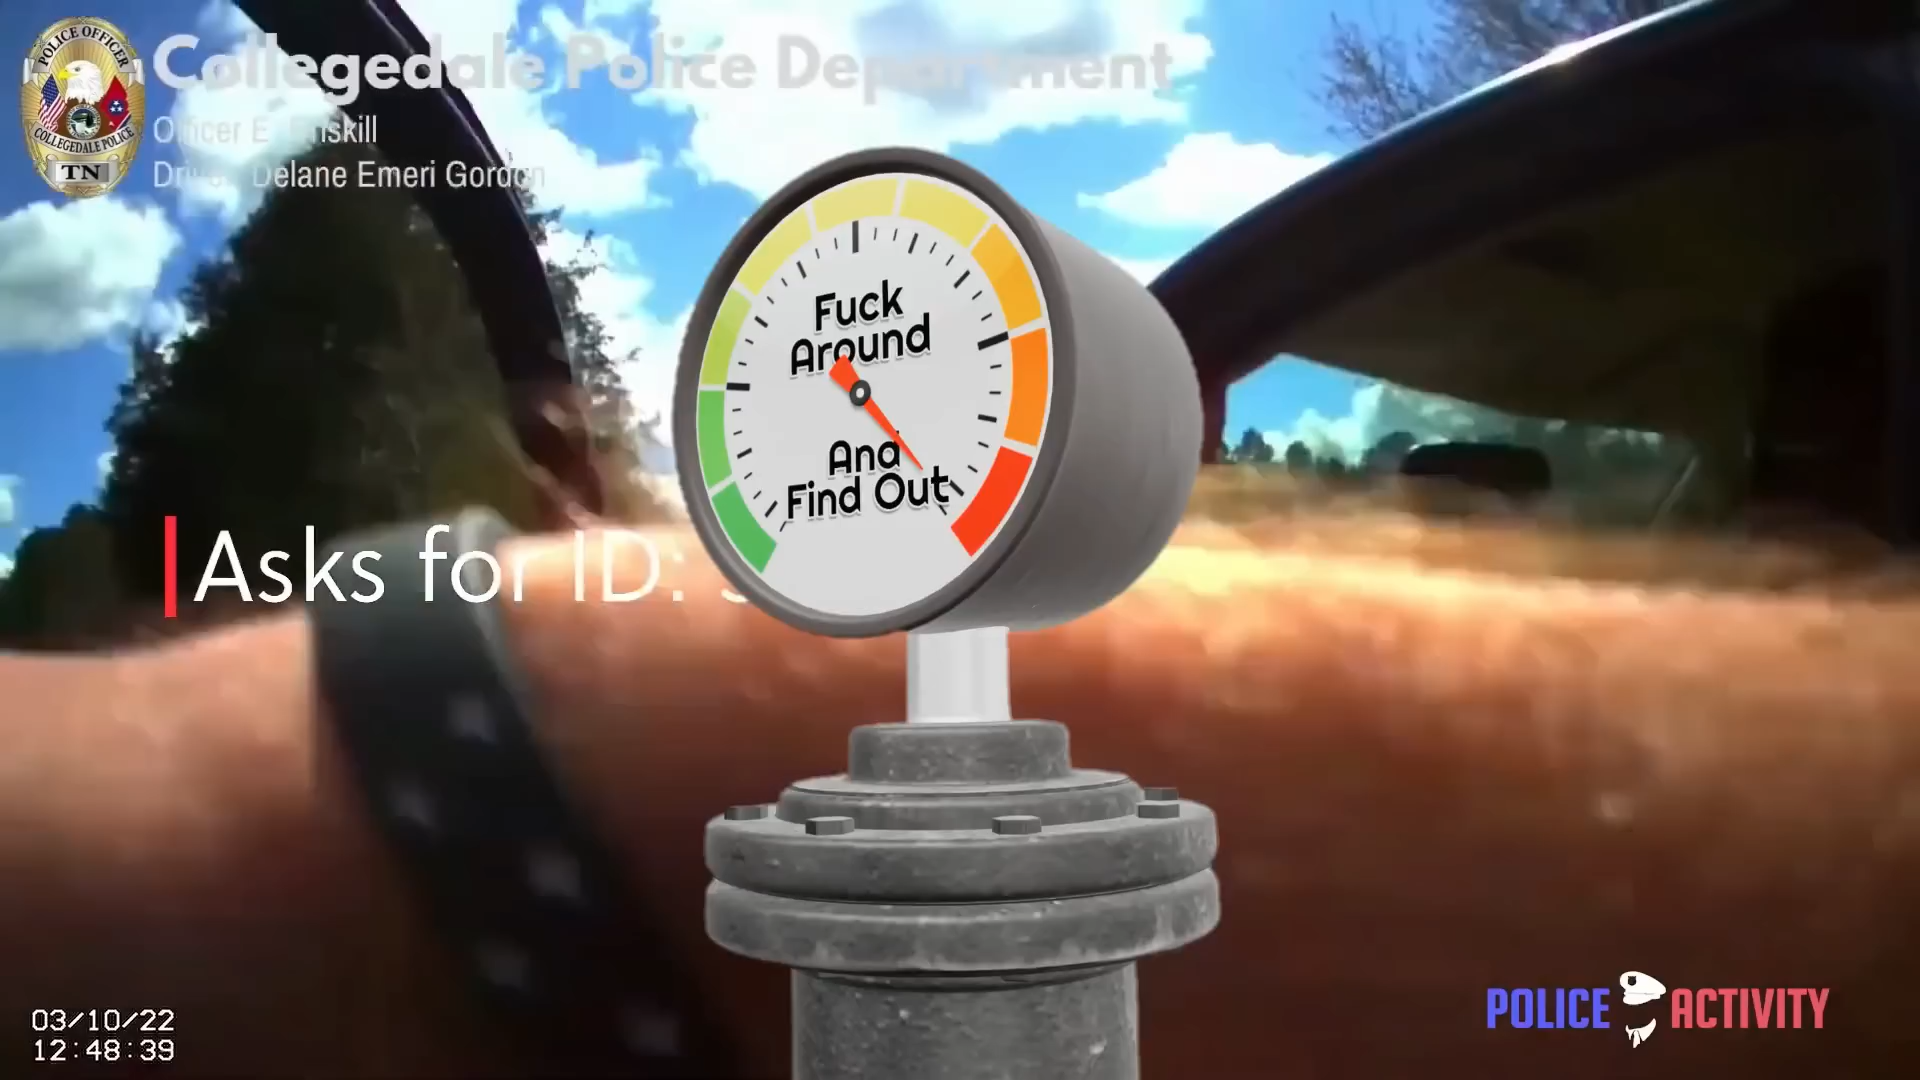 POLICE OFFICER
COLLEGEDALE POLICE
TN
Collegedale Police Department
Officer E.
Delane Emeri Gordon
Fuck
Around
And
Find Out
Asks for ID:
03/10/22
12:48:39
POLICE ACTIVITY